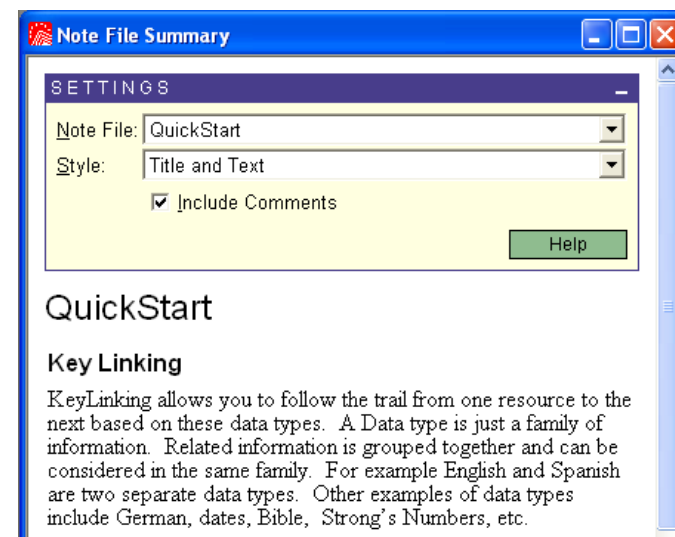 Note File Summary
SETTINGS
Note File: QuickStart
Style: Title and Text
Include Comments
Help
QuickStart
Key Linking
KeyLinking allows you to follow the trail from one resource to the
next based on these data types.  A Data type is just a family of
information.  Related information is grouped together and can be
considered in the same family.  For example English and Spanish
are two separate data types.  Other examples of data types
include German, dates, Bible,  Strong's Numbers, etc.